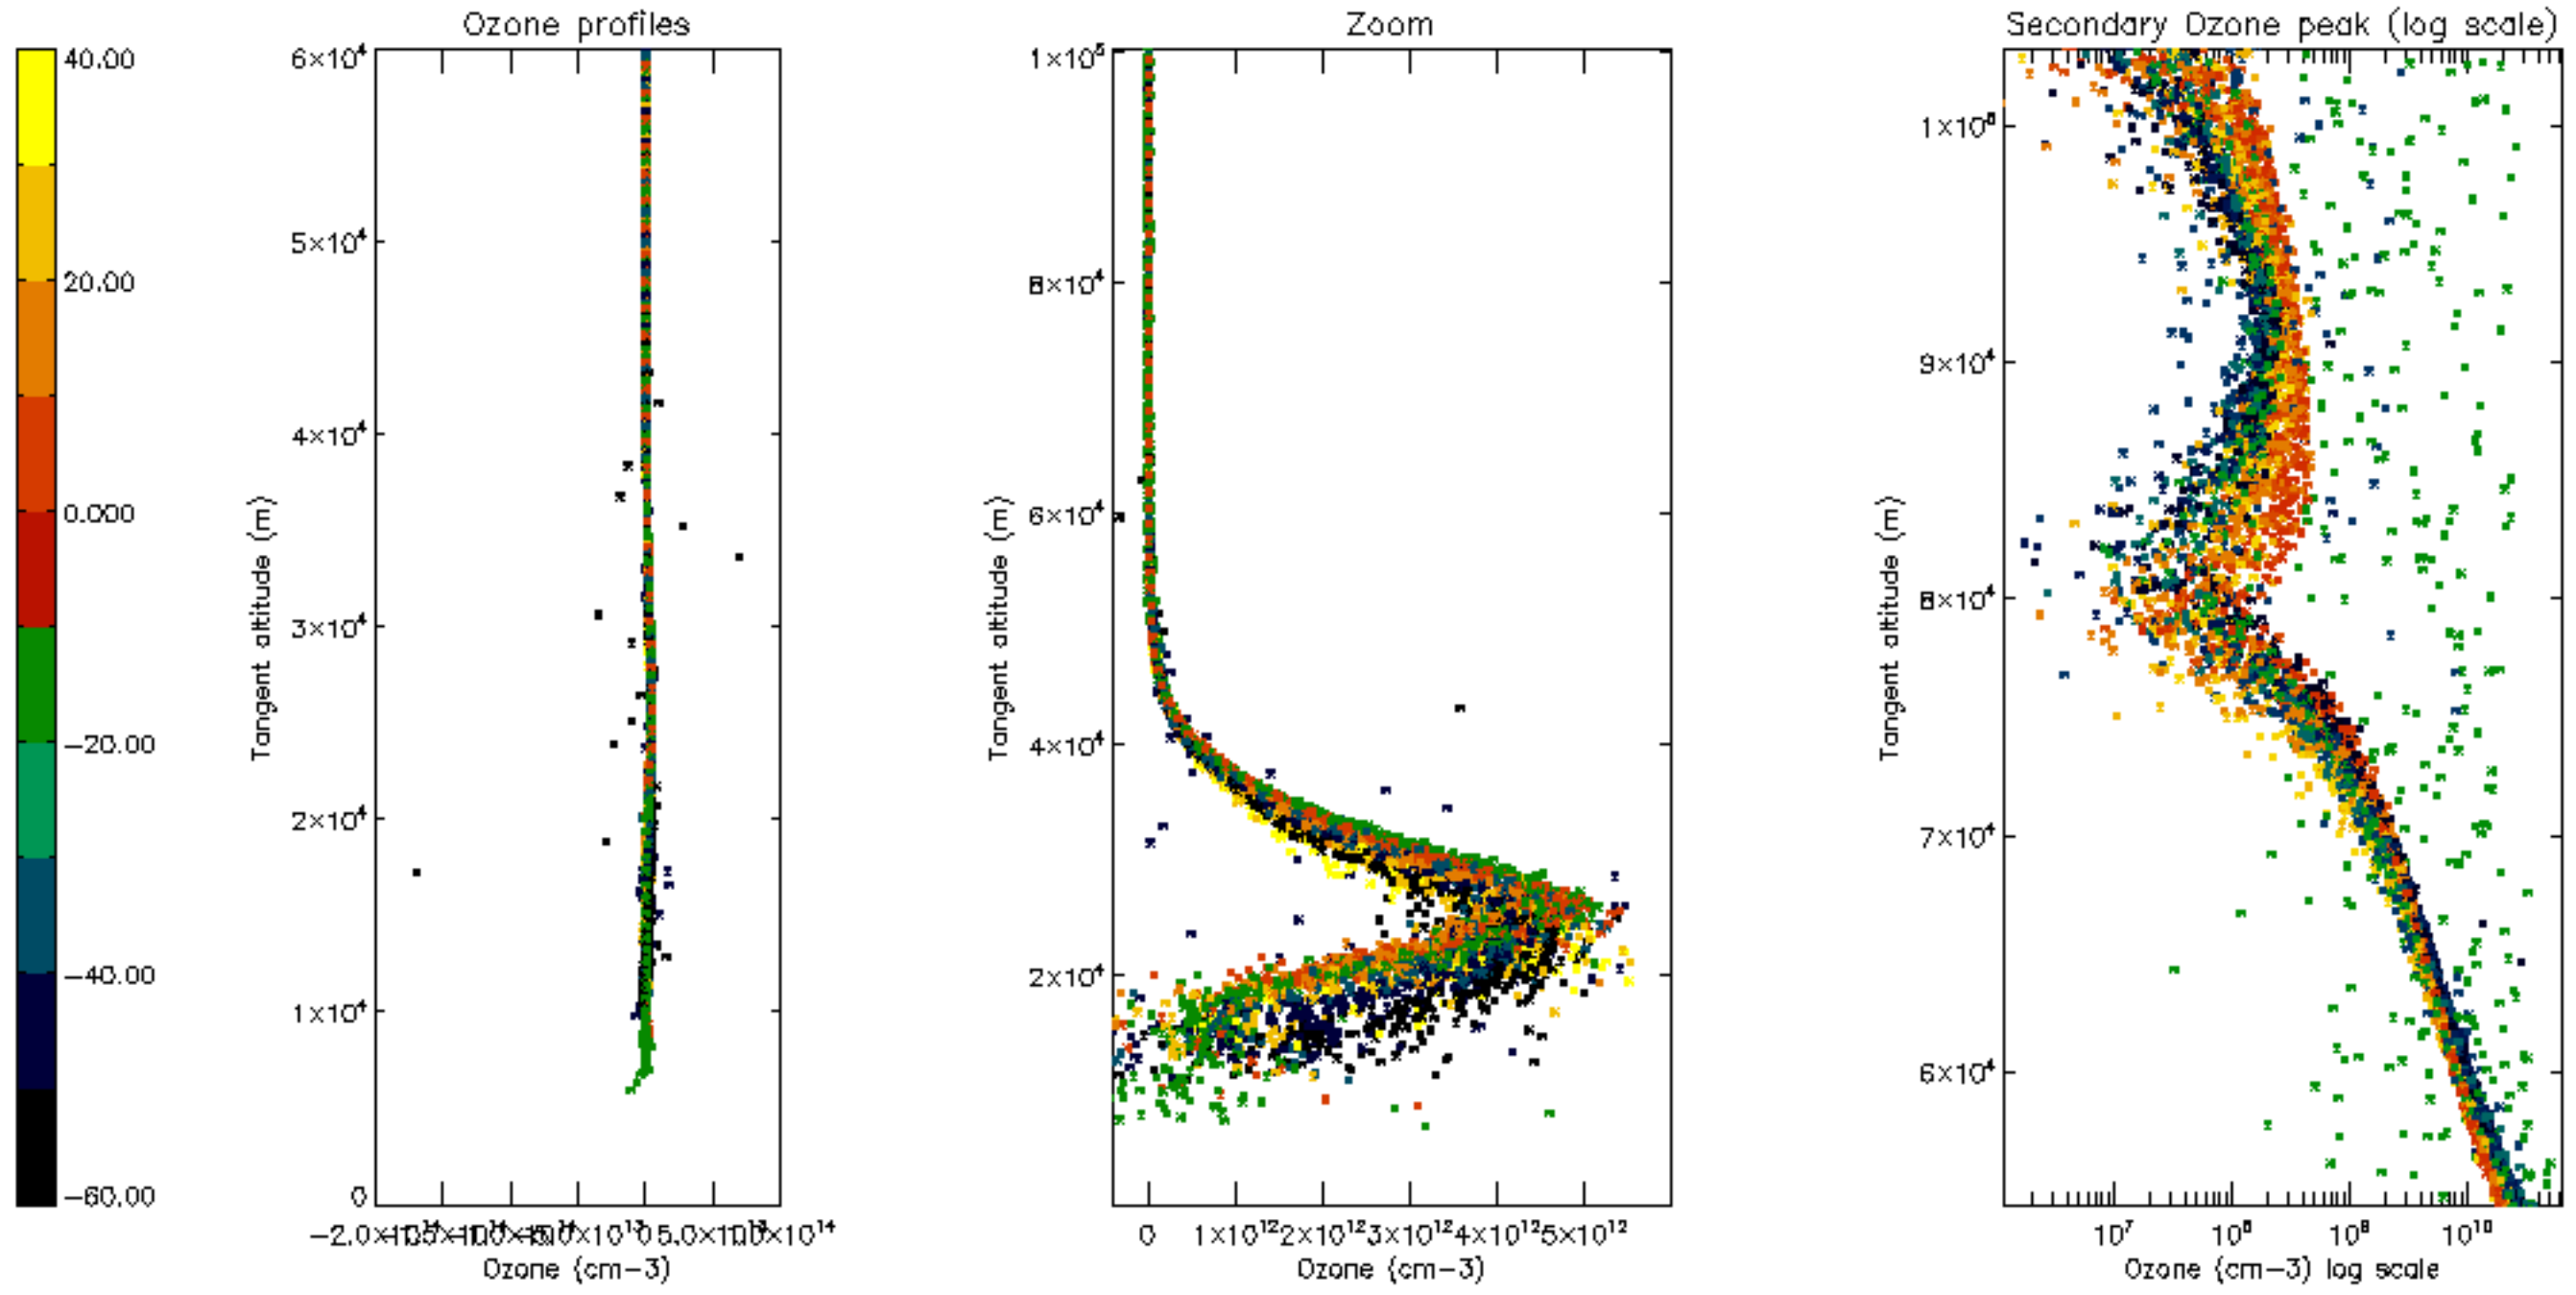 Ozone profiles
Zoom
Secondary Ozone peak (log scale)
40.00
20.00
0.000
−20.00
−40.00
−60.00
Tangent altitude (m)
6×10⁴
5×10⁴
4×10⁴
3×10⁴
2×10⁴
1×10⁴
0
Ozone (cm−3)
Tangent altitude (m)
1×10⁵
8×10⁴
6×10⁴
4×10⁴
2×10⁴
0 1×10¹² 2×10¹² 3×10¹² 4×10¹² 5×10¹²
Ozone (cm−3)
Tangent altitude (m)
1×10⁵
9×10⁴
8×10⁴
7×10⁴
6×10⁴
10⁷ 10⁸ 10⁹ 10¹⁰
Ozone (cm−3) log scale